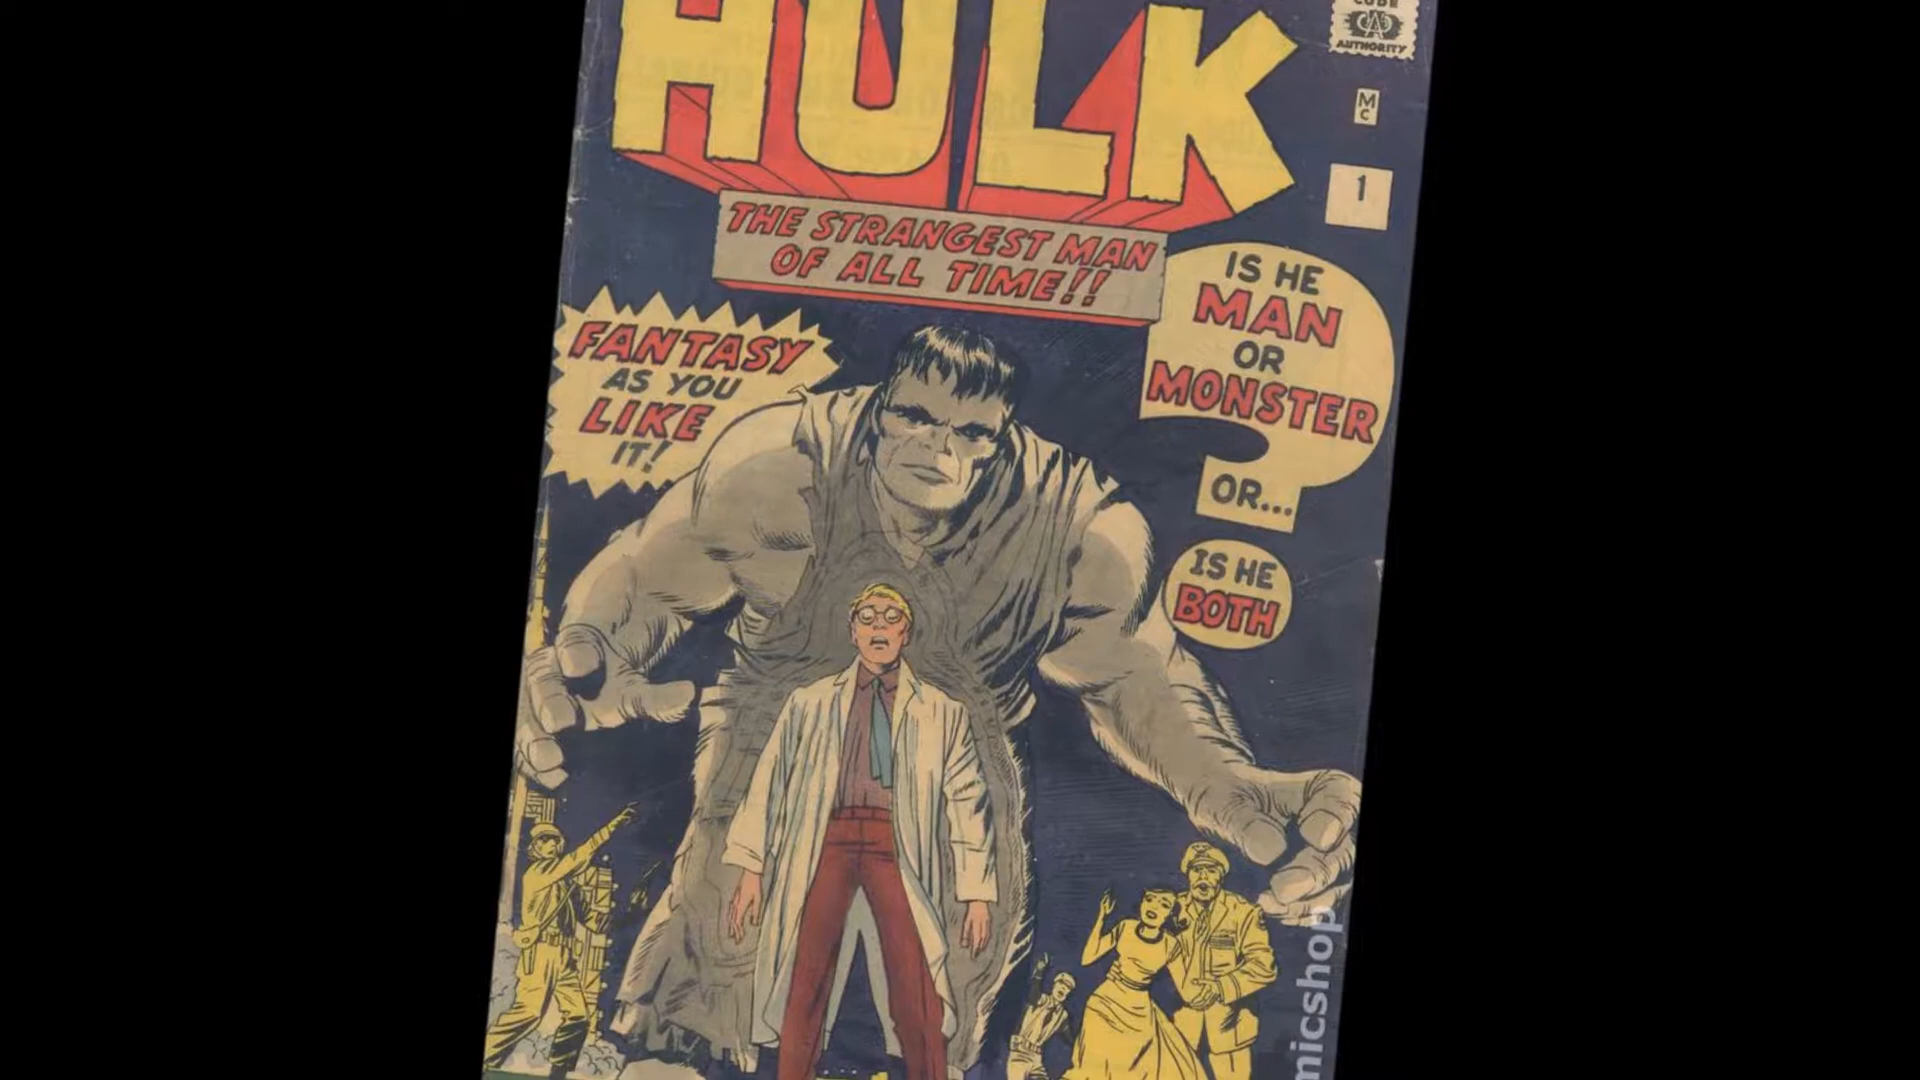 HULK
CODE
AUTHORITY
M
C
1
THE STRANGEST MAN
OF ALL TIME!!
IS HE
MAN
OR
MONSTER
OR...
FANTASY
AS YOU
LIKE
IT!
IS HE
BOTH
micshop